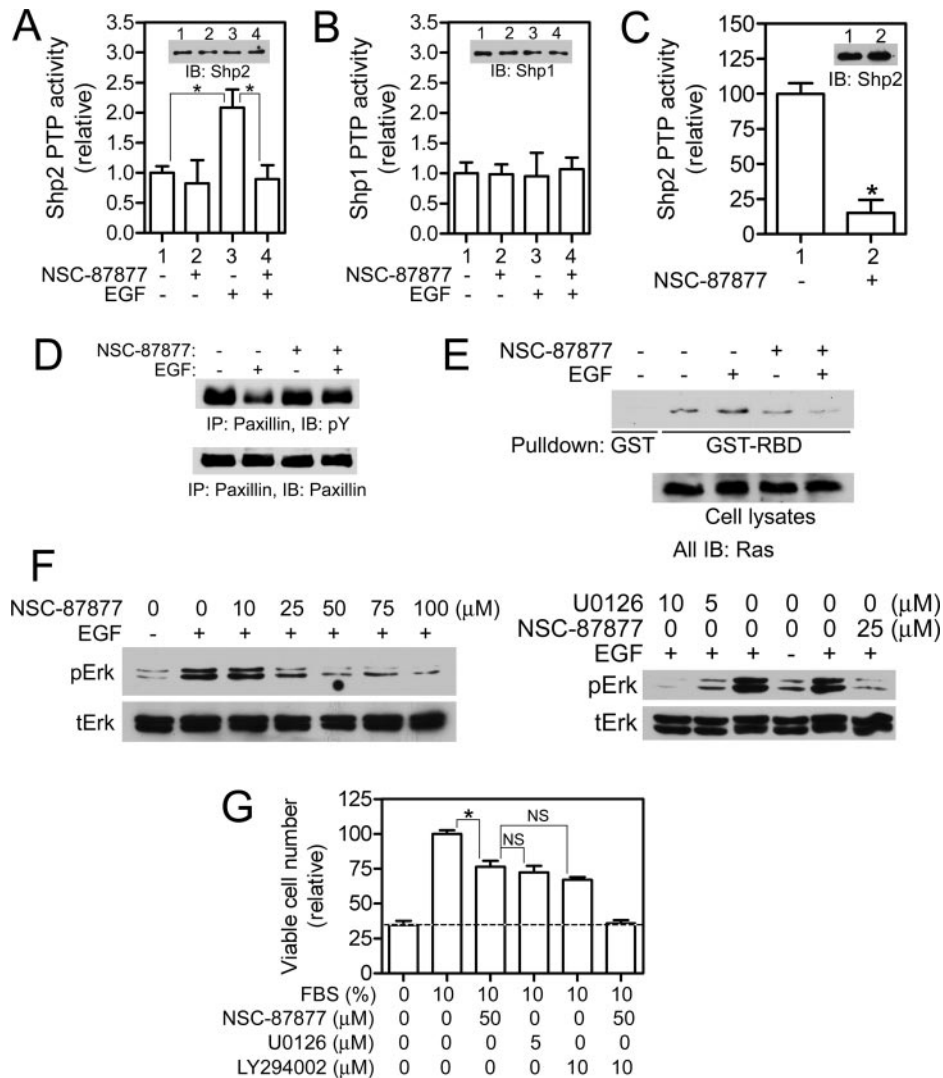 A
Shp2 PTP activity
(relative)
3.5
3.0
2.5
2.0
1.5
1.0
0.5
0.0
1 2 3 4
IB: Shp2
* *
1 2 3 4
NSC-87877 - + - +
EGF - - + +
B
Shp1 PTP activity
(relative)
3.5
3.0
2.5
2.0
1.5
1.0
0.5
0.0
1 2 3 4
IB: Shp1
1 2 3 4
NSC-87877 - + - +
EGF - - + +
C
Shp2 PTP activity
(relative)
150
125
100
75
50
25
0
1 2
IB: Shp2
*
1 2
NSC-87877 - +
D
NSC-87877: - - + +
EGF: - + - +
IP: Paxillin, IB: pY
IP: Paxillin, IB: Paxillin
E
NSC-87877 - - - + +
EGF - - + - +
Pulldown: GST GST-RBD
Cell lysates
All IB: Ras
F
NSC-87877 0 0 10 25 50 75 100 (μM)
EGF - + + + + + +
pErk
tErk
U0126 10 5 0 0 0 0 (μM)
NSC-87877 0 0 0 0 0 25 (μM)
EGF + + + - + +
pErk
tErk
G
Viable cell number
(relative)
125
100
75
50
25
0
* NS NS
FBS (%) 0 10 10 10 10 10
NSC-87877 (μM) 0 0 50 0 0 50
U0126 (μM) 0 0 0 5 0 0
LY294002 (μM) 0 0 0 0 10 10